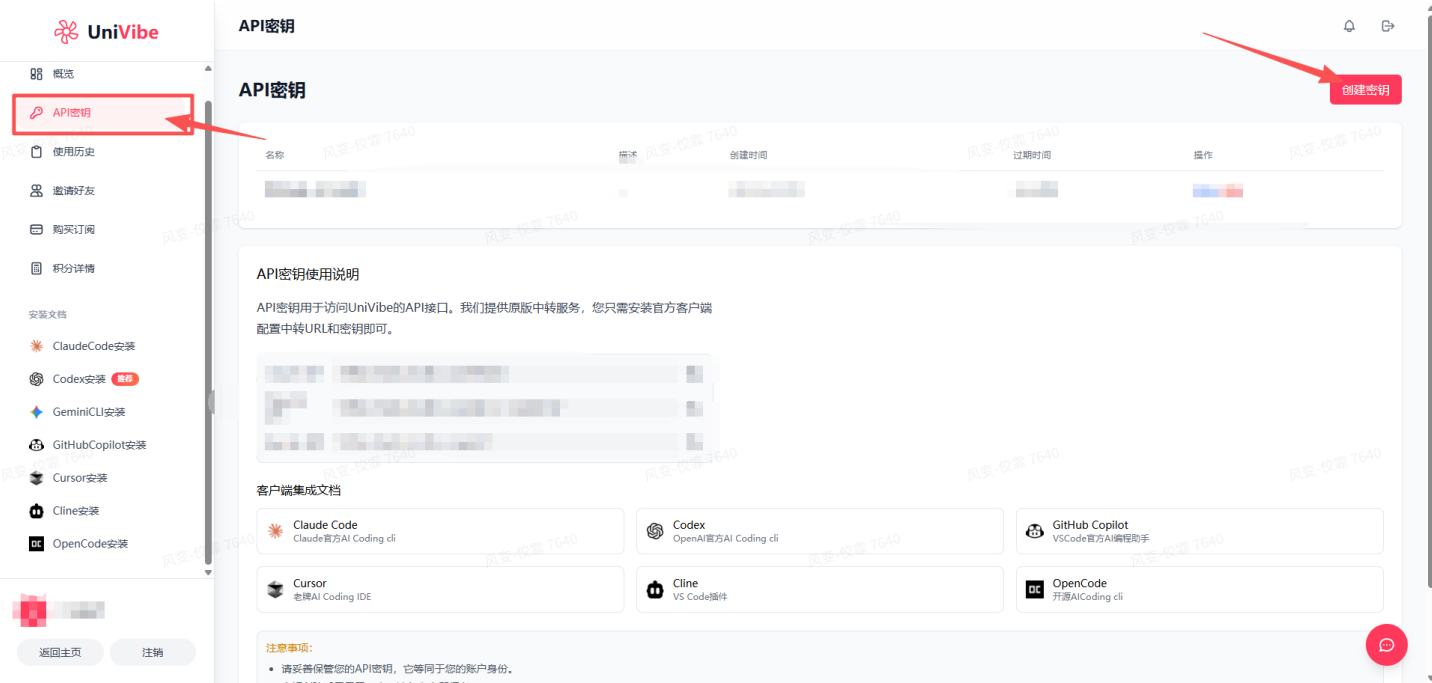 UniVibe
API密钥
概览
API密钥
使用历史
邀请好友
购买订阅
积分详情
安装文档
ClaudeCode安装
Codex安装 推荐
GeminiCLI安装
GitHubCopilot安装
Cursor安装
Cline安装
OpenCode安装
返回主页 注销
API密钥
创建密钥
名称 描述 创建时间 过期时间 操作
API密钥使用说明
API密钥用于访问UniVibe的API接口。我们提供原版中转服务，您只需安装官方客户端
配置中转URL和密钥即可。
客户端集成文档
Claude Code
Claude官方AI Coding cli
Codex
OpenAI官方AI Coding cli
GitHub Copilot
VSCode官方AI编程助手
Cursor
老牌AI Coding IDE
Cline
VS Code插件
OpenCode
开源AICoding cli
注意事项:
• 请妥善保管您的API密钥，它等同于您的账户身份。